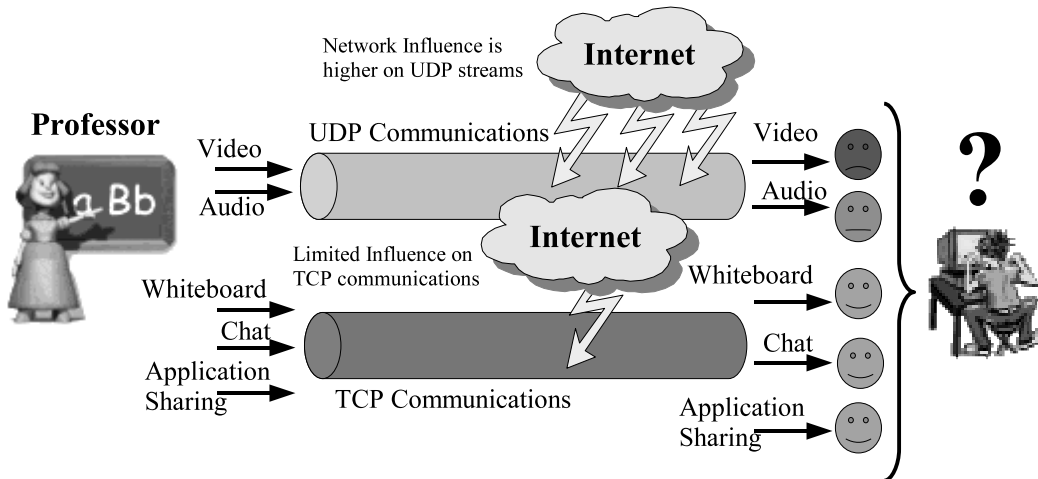 Network Influence is
higher on UDP streams
Internet
Professor
a Bb
UDP Communications
Video
Audio
Video
Audio
?
Internet
Limited Influence on
TCP communications
Whiteboard
Chat
Application
Sharing
TCP Communications
Whiteboard
Chat
Application
Sharing